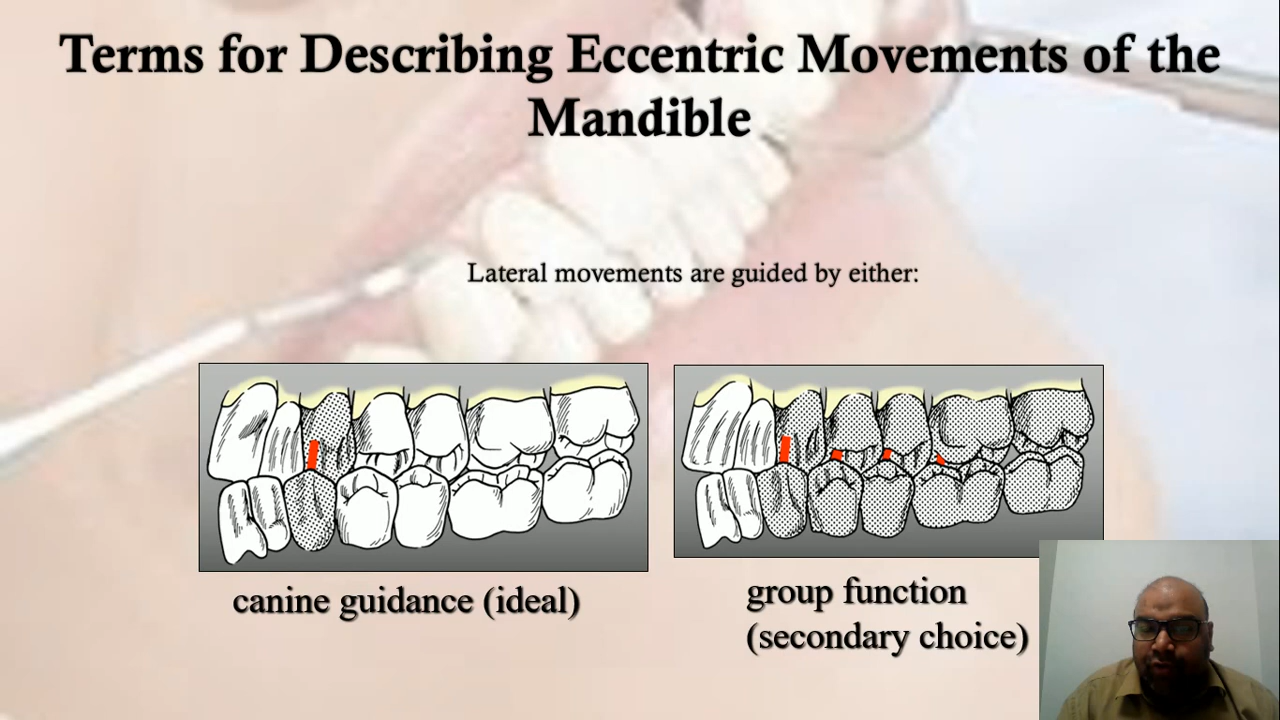 Terms for Describing Eccentric Movements of the
Mandible
Lateral movements are guided by either:
canine guidance (ideal)
group function
(secondary choice)